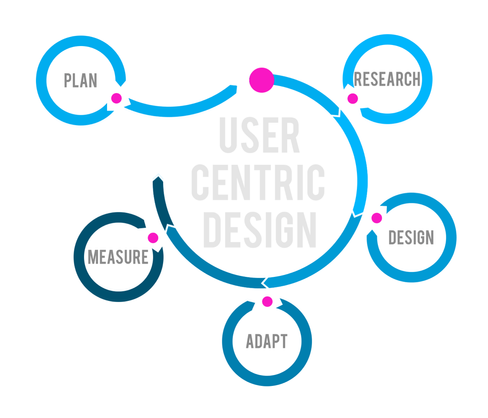 PLAN
RESEARCH
USER
CENTRIC
DESIGN
DESIGN
MEASURE
ADAPT